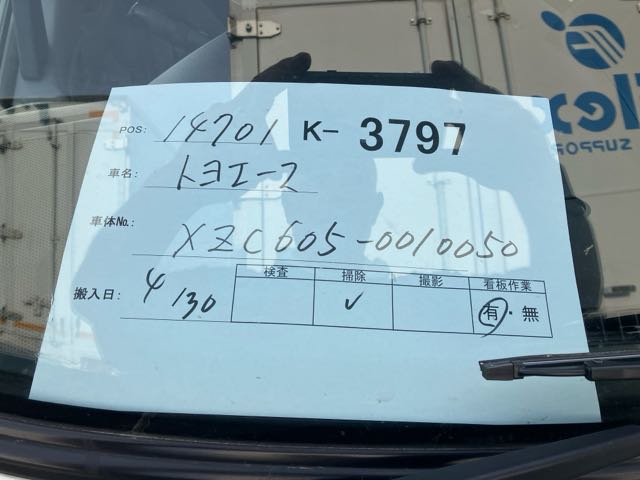 POS: 14701 K- 3797
車名: トヨエース
車体No.: XZC605-0010050
搬入日: 4/30
検査 掃除 撮影 看板作業
✓ 有・無